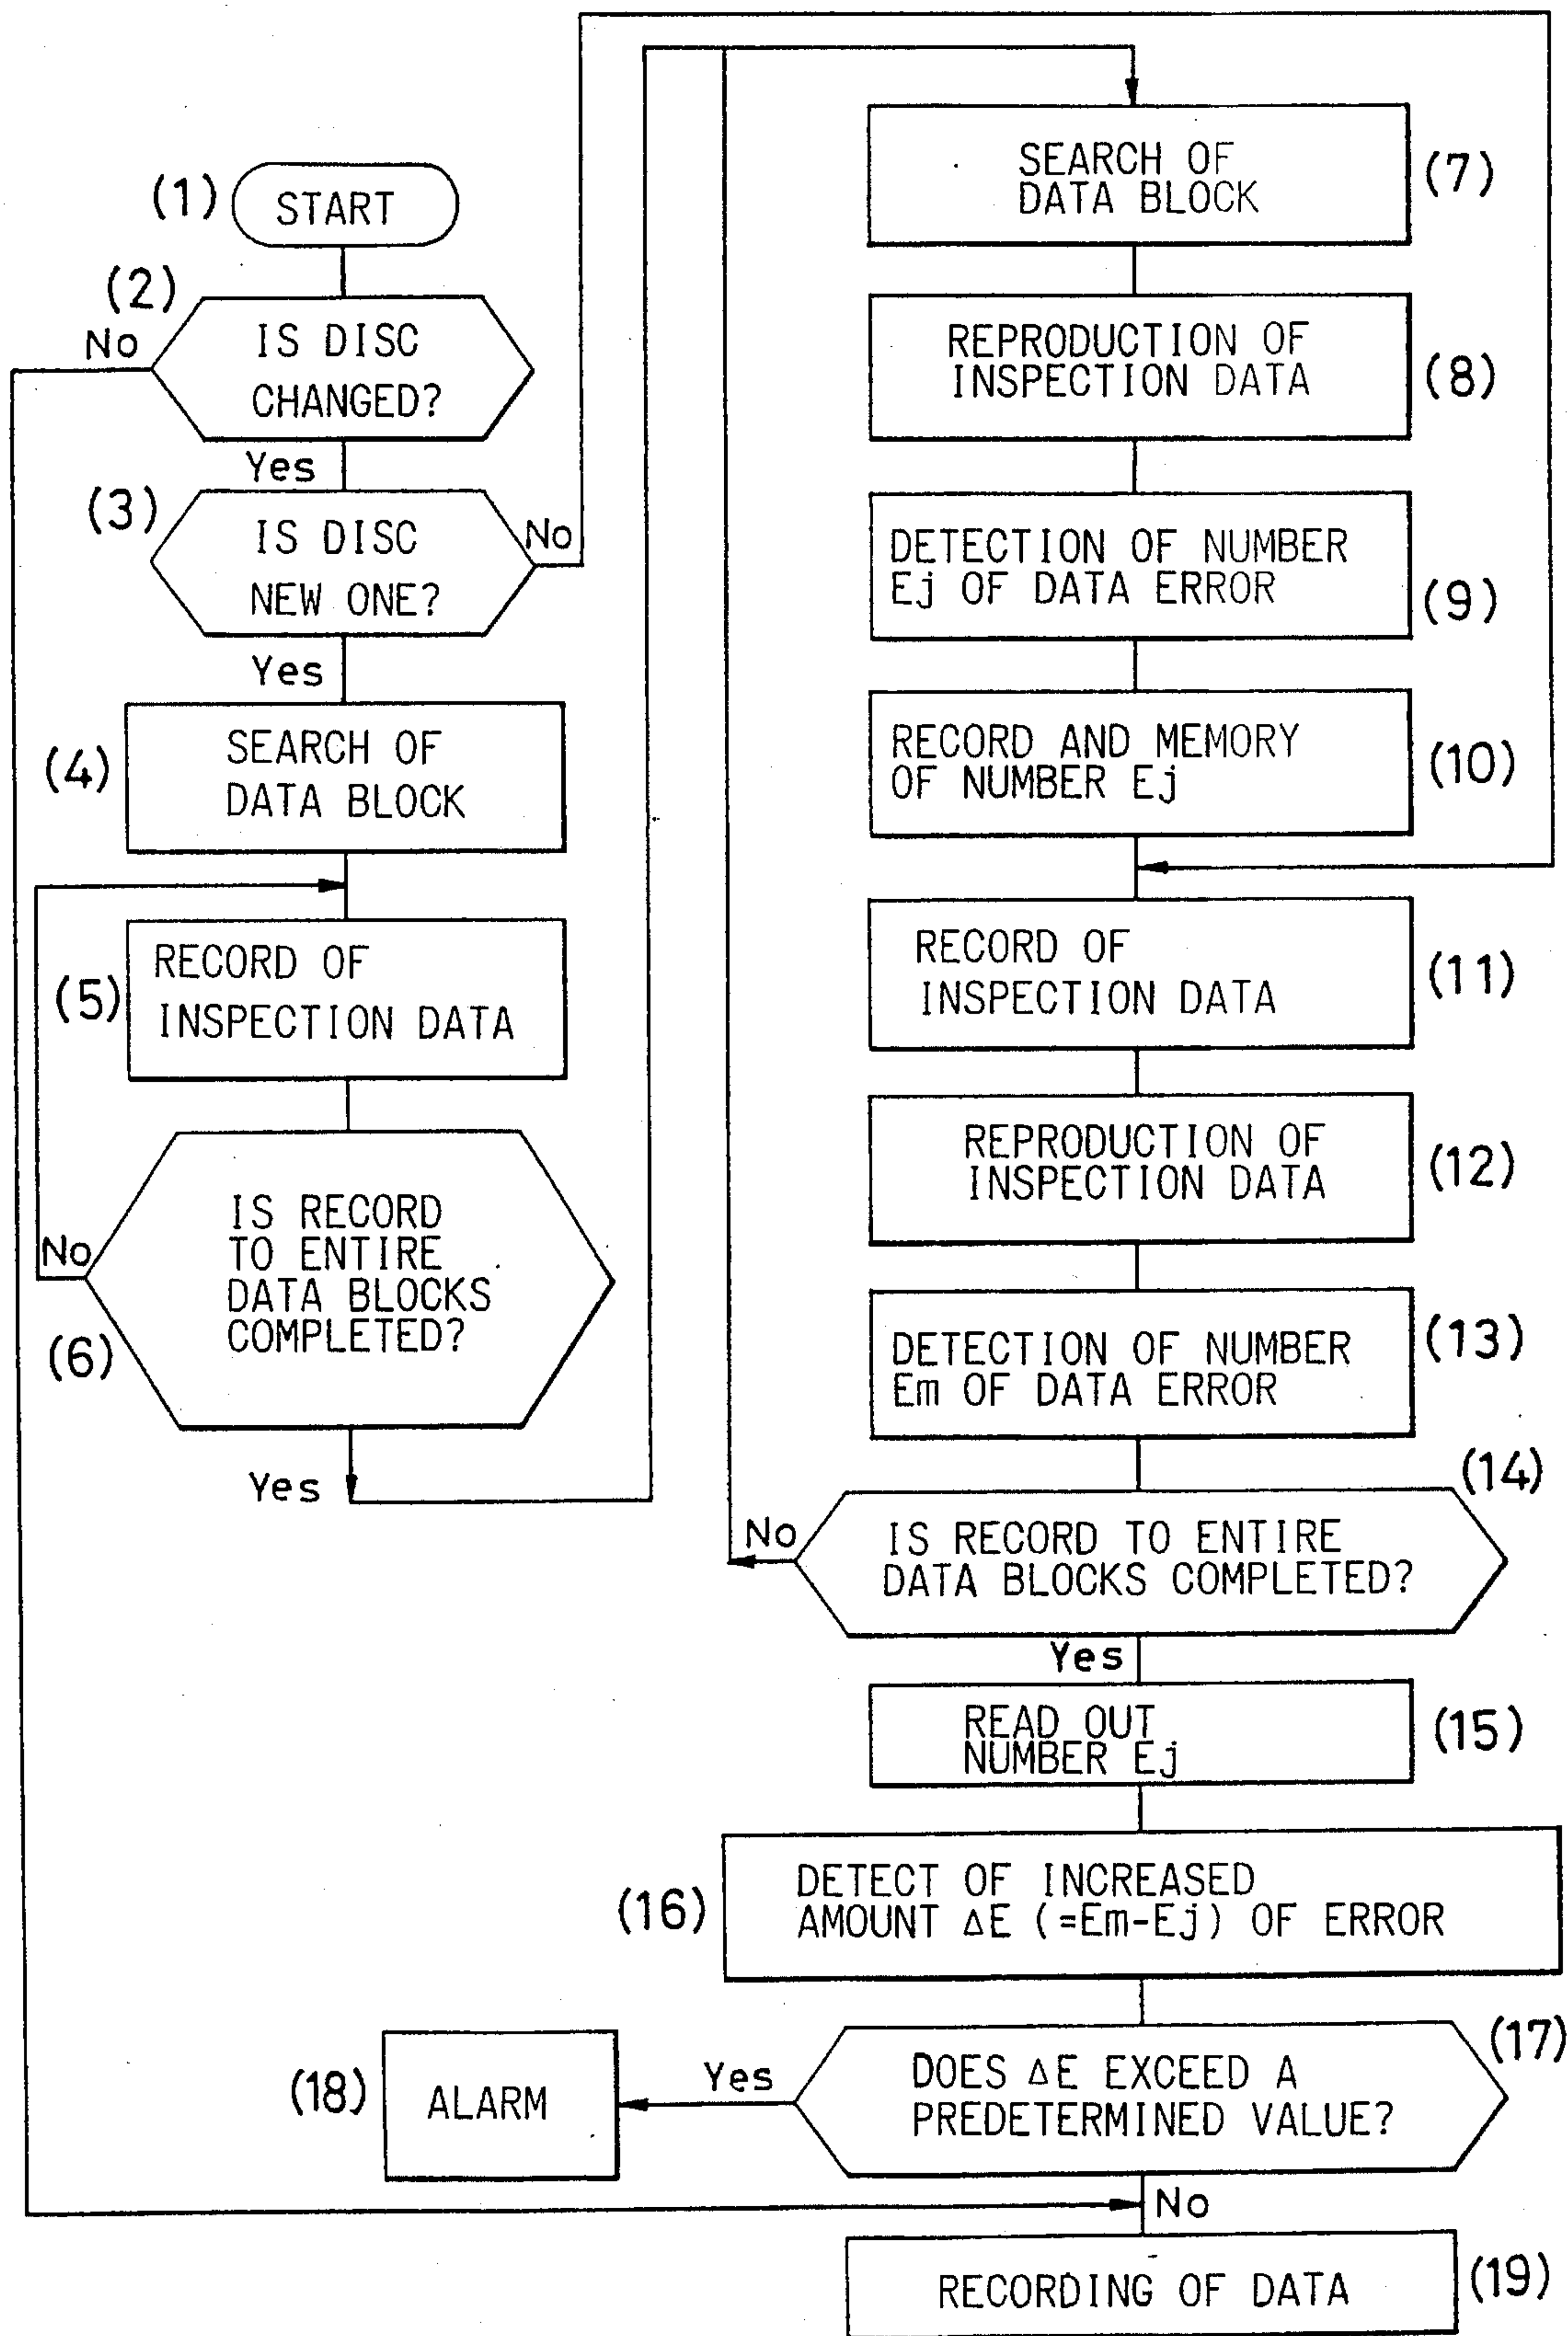 (1)
START
(2)
No
IS DISC
CHANGED?
Yes
(3)
IS DISC
NEW ONE?
No
Yes
(4)
SEARCH OF
DATA BLOCK
(5)
RECORD OF
INSPECTION DATA
No
IS RECORD
TO ENTIRE
DATA BLOCKS
COMPLETED?
(6)
Yes
SEARCH OF
DATA BLOCK
(7)
REPRODUCTION OF
INSPECTION DATA
(8)
DETECTION OF NUMBER
Ej OF DATA ERROR
(9)
RECORD AND MEMORY
OF NUMBER Ej
(10)
RECORD OF
INSPECTION DATA
(11)
REPRODUCTION OF
INSPECTION DATA
(12)
DETECTION OF NUMBER
Em OF DATA ERROR
(13)
(14)
No
IS RECORD TO ENTIRE
DATA BLOCKS COMPLETED?
Yes
READ OUT
NUMBER Ej
(15)
(16)
DETECT OF INCREASED
AMOUNT ΔE (=Em-Ej) OF ERROR
(17)
DOES ΔE EXCEED A
PREDETERMINED VALUE?
Yes
(18)
ALARM
No
RECORDING OF DATA
(19)